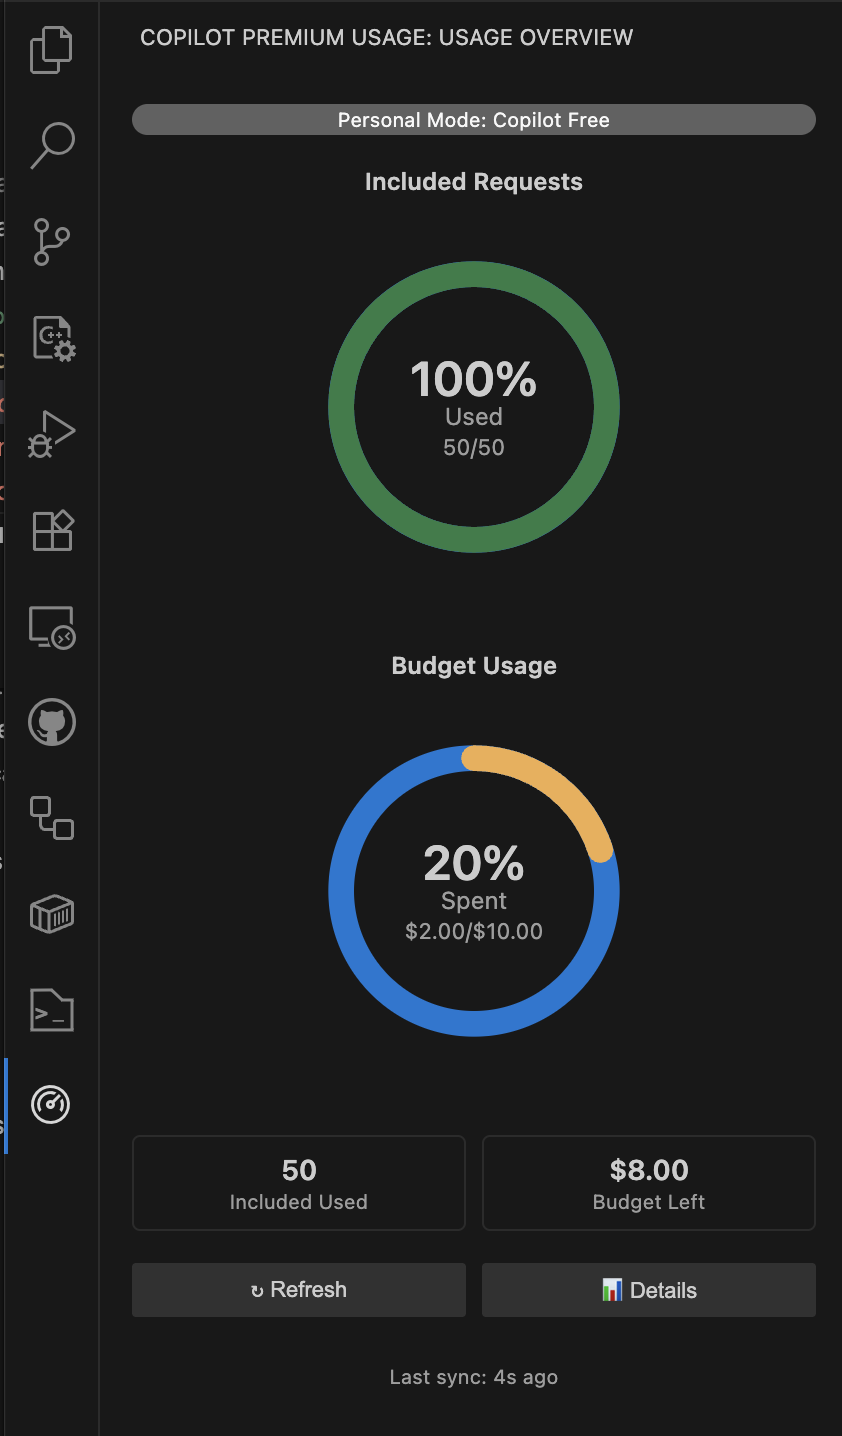 COPILOT PREMIUM USAGE: USAGE OVERVIEW
Personal Mode: Copilot Free
Included Requests
100%
Used
50/50
Budget Usage
20%
Spent
$2.00/$10.00
50
Included Used
$8.00
Budget Left
↻ Refresh
📊 Details
Last sync: 4s ago
C++
>_